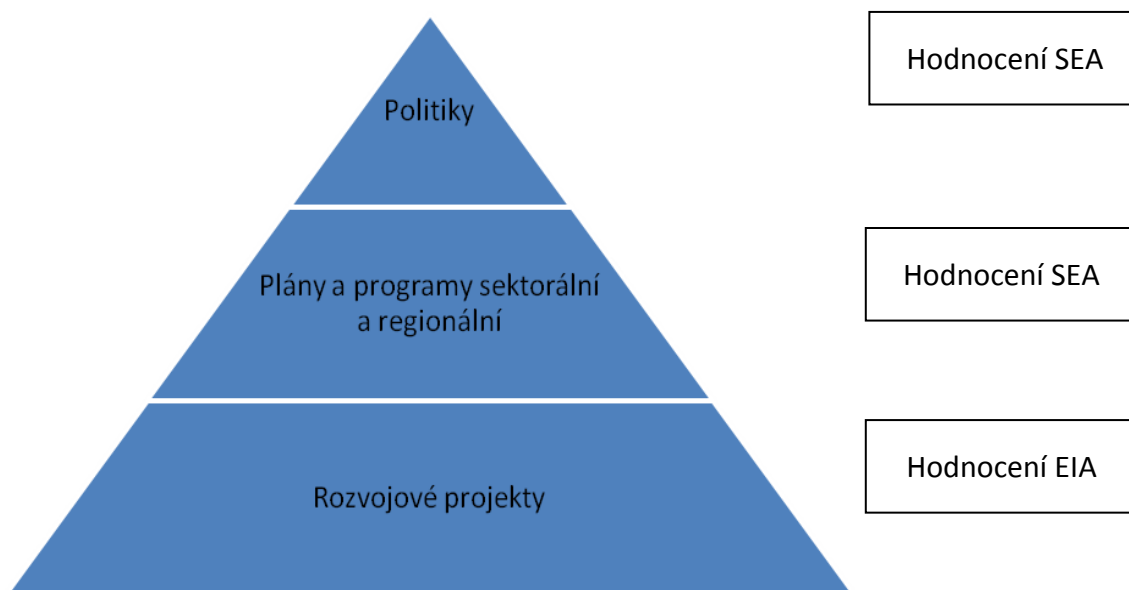 Politiky
Hodnocení SEA
Plány a programy sektorální
a regionální
Hodnocení SEA
Rozvojové projekty
Hodnocení EIA